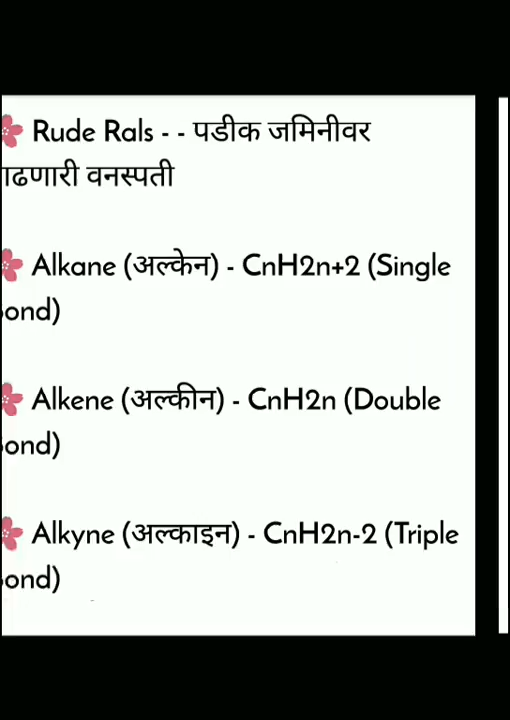 🌸 Rude Rals - - पडीक जमिनीवर
ाढणारी वनस्पती
🌸 Alkane (अल्केन) - CnH2n+2 (Single
ond)
🌸 Alkene (अल्कीन) - CnH2n (Double
ond)
🌸 Alkyne (अल्काइन) - CnH2n-2 (Triple
ond)